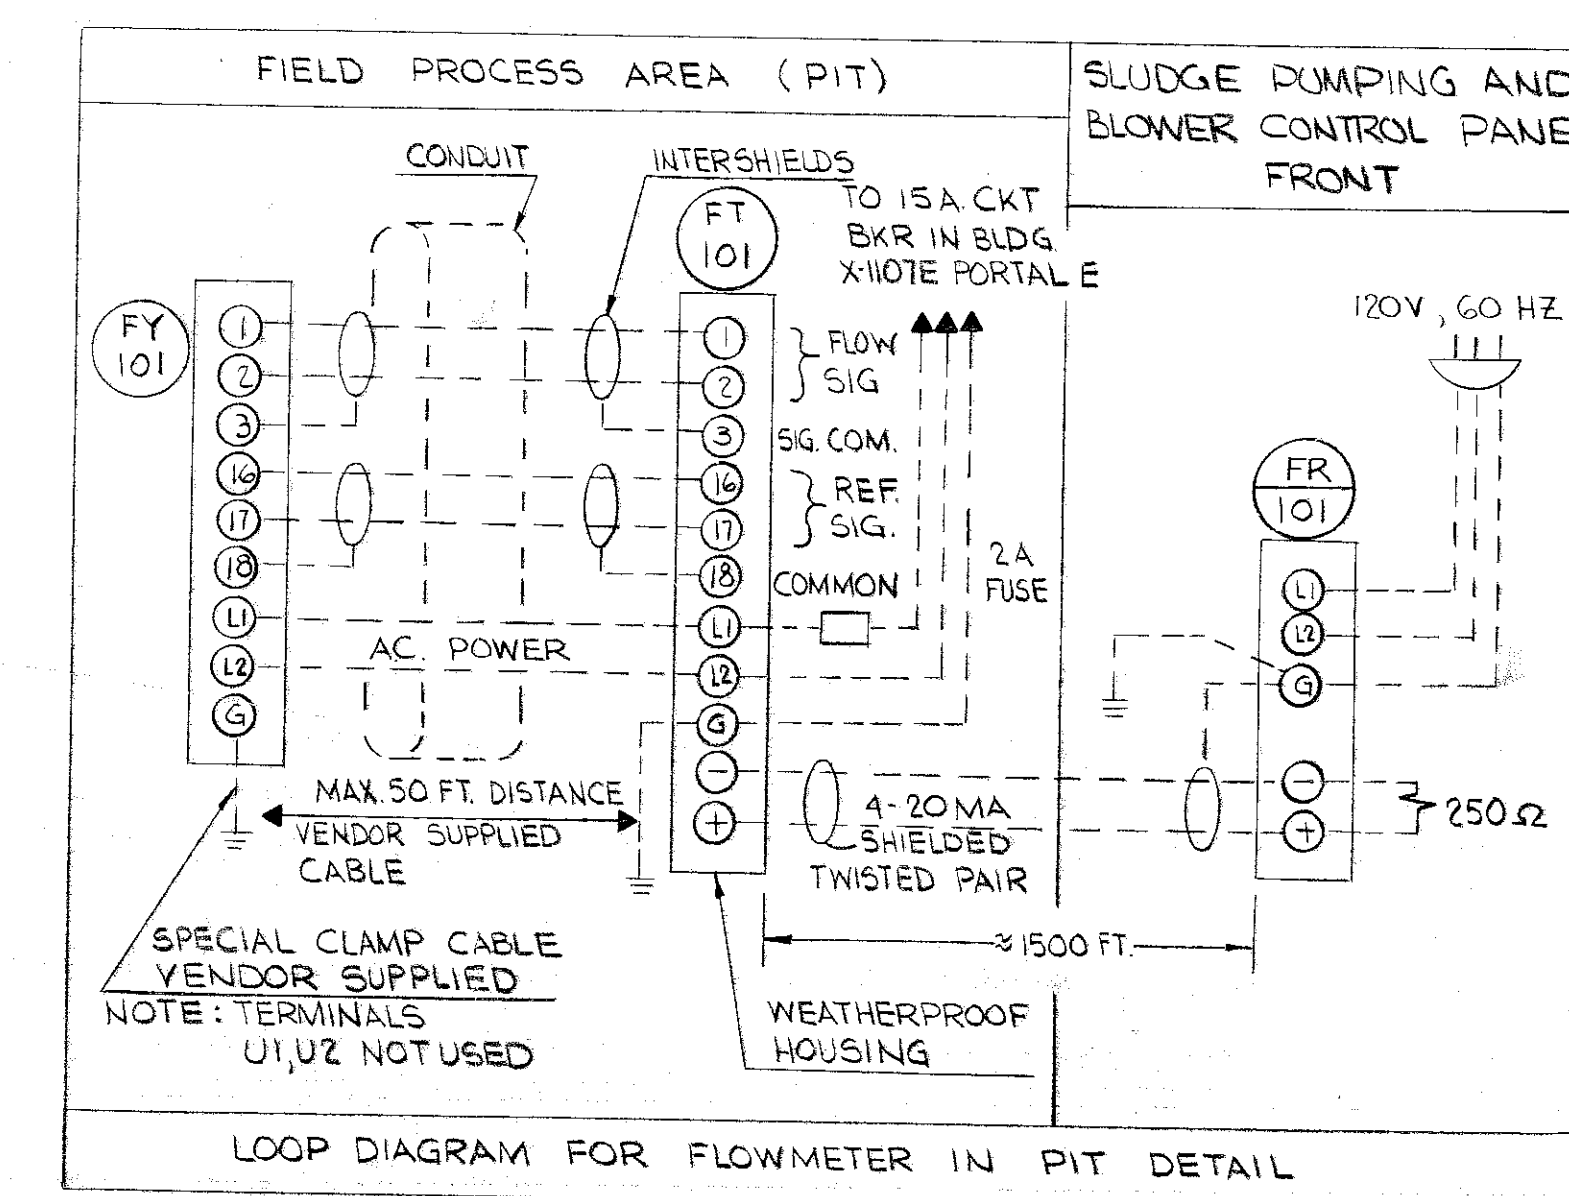 FIELD PROCESS AREA (PIT)
SLUDGE PUMPING AND
BLOWER CONTROL PANE
FRONT
CONDUIT
INTERSHIELDS
TO 15 A. CKT
BKR IN BLDG.
X-1107E PORTAL E
FT
101
FY
101
1
2
3
16
17
18
L1
L2
G
1
2
3
16
17
18
L1
L2
G
-
+
FLOW
SIG
SIG. COM.
REF.
SIG.
COMMON
2A
FUSE
120V, 60 HZ
FR
101
L1
L2
G
-
+
250Ω
A.C. POWER
MAX. 50 FT. DISTANCE
VENDOR SUPPLIED
CABLE
4-20 MA
SHIELDED
TWISTED PAIR
≈1500 FT.
SPECIAL CLAMP CABLE
VENDOR SUPPLIED
NOTE: TERMINALS
U1,U2 NOT USED
WEATHERPROOF
HOUSING
LOOP DIAGRAM FOR FLOWMETER IN PIT DETAIL